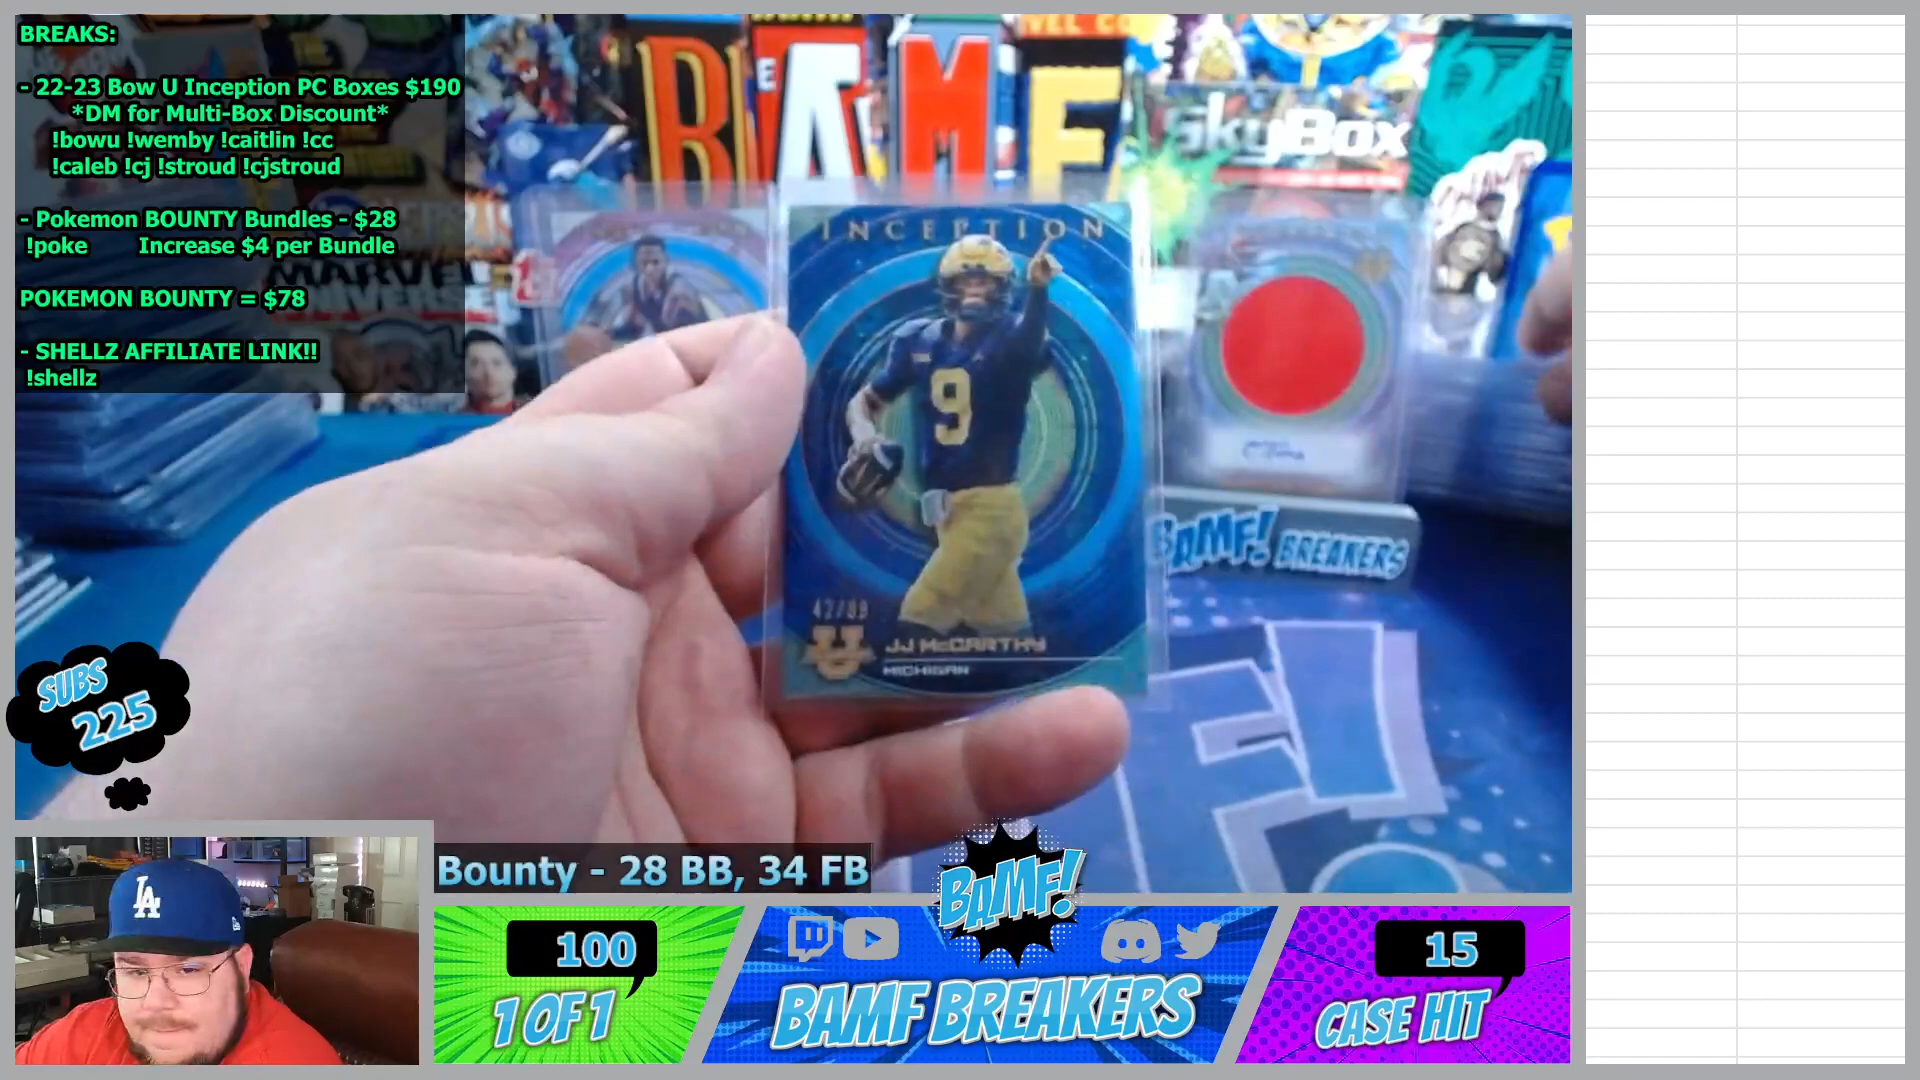 BREAKS:
- 22-23 Bow U Inception PC Boxes $190
*DM for Multi-Box Discount*
!bowu !wemby !caitlin !cc
!caleb !cj !stroud !cjstroud
- Pokemon BOUNTY Bundles - $28
!poke Increase $4 per Bundle
POKEMON BOUNTY = $78
- SHELLZ AFFILIATE LINK!!
!shellz
BAMF
SkyBox
INCEPTION
9
JJ McCARTHY
MICHIGAN
BAMF! BREAKERS
SUBS
225
LA
Bounty - 28 BB, 34 FB
BAMF!
100
1 OF 1
BAMF BREAKERS
15
CASE HIT